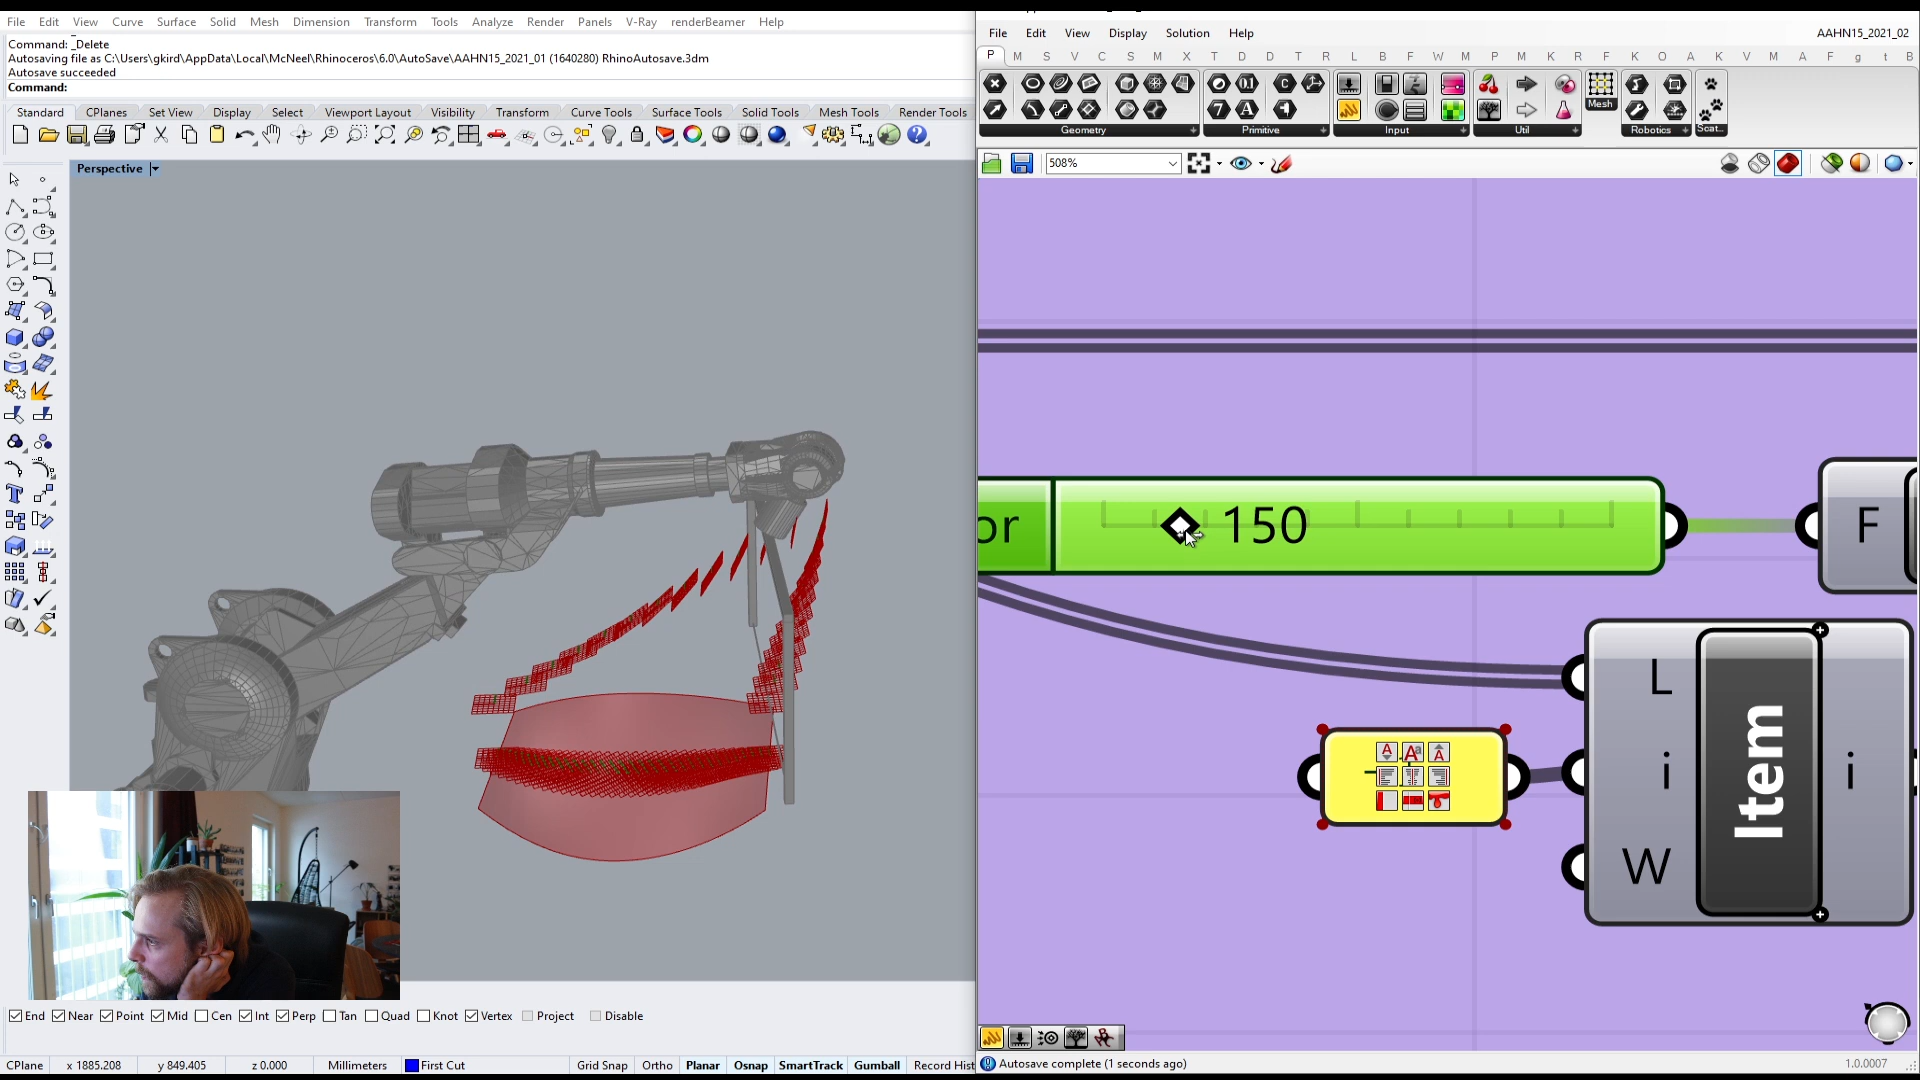 File Edit View Curve Surface Solid Mesh Dimension Transform Tools Analyze Render Panels V-Ray renderBeamer Help
Command: _Delete
Autosaving file as C:\Users\gkird\AppData\Local\McNeel\Rhinoceros\6.0\AutoSave\AAHN15_2021_01 (1640280) RhinoAutosave.3dm
Autosave succeeded
Command:
Standard CPlanes Set View Display Select Viewport Layout Visibility Transform Curve Tools Surface Tools Solid Tools Mesh Tools Render Tools
Perspective
End Near Point Mid Cen Int Perp Tan Quad Knot Vertex Project Disable
CPlane x 1885.208 y 849.405 z 0.000 Millimeters First Cut Grid Snap Ortho Planar Osnap SmartTrack Gumball Record Hist
File Edit View Display Solution Help AAHN15_2021_02
P M S V C S M X T D D T R L B F W M P M C M K R F K O A K V M A F g t B
Geometry Primitive Input Util Mesh Robotics Scat...
508%
or 150 F
L
i Item i
W
Autosave complete (1 seconds ago) 1.0.0007